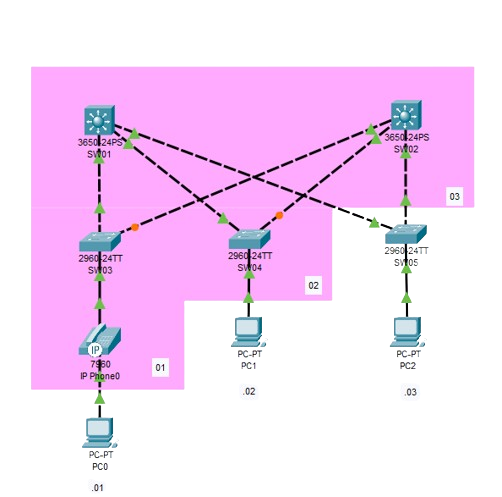 3650-24PS
SW01
3650-24PS
SW02
03
2960-24TT
SW03
2960-24TT
SW04
2960-24TT
SW05
02
IP
7960
IP Phone0
01
PC-PT
PC1
PC-PT
PC2
.02
.03
PC-PT
PC0
.01